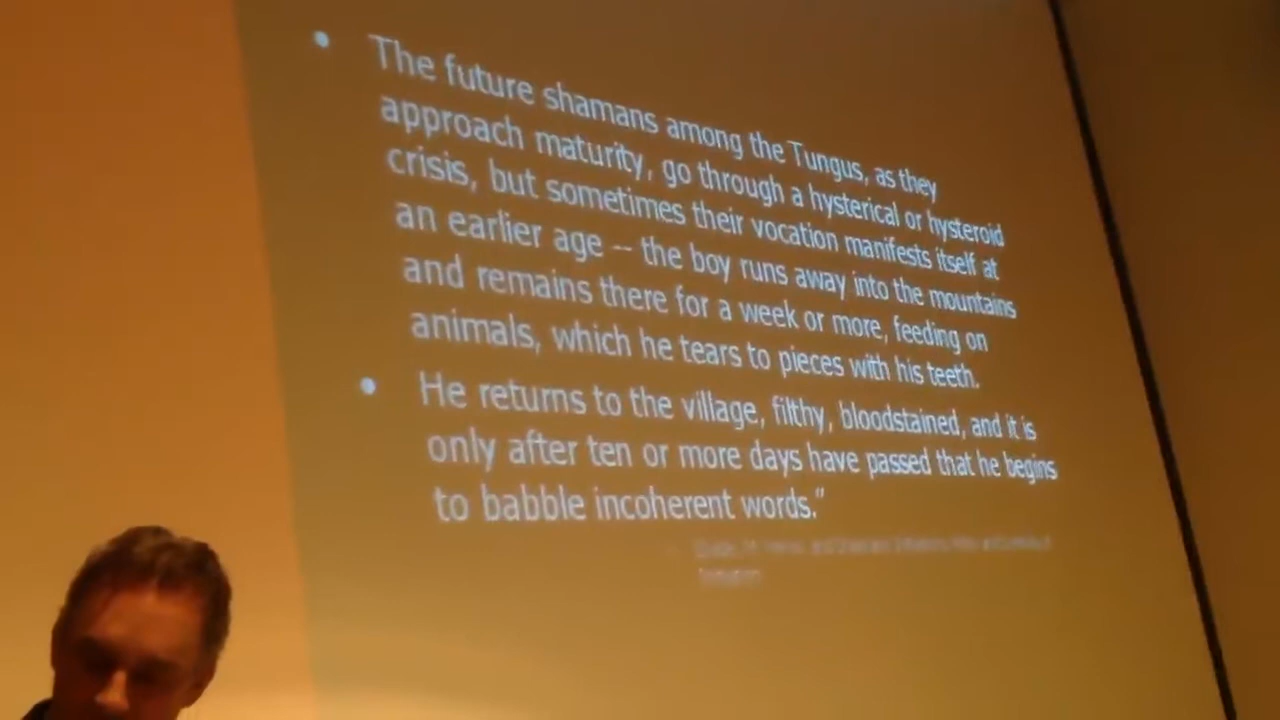 • The future shamans among the Tungus, as they
approach maturity, go through a hysterical or hysteroid
crisis, but sometimes their vocation manifests itself at
an earlier age -- the boy runs away into the mountains
and remains there for a week or more, feeding on
animals, which he tears to pieces with his teeth.
• He returns to the village, filthy, bloodstained, and it is
only after ten or more days have passed that he begins
to babble incoherent words."